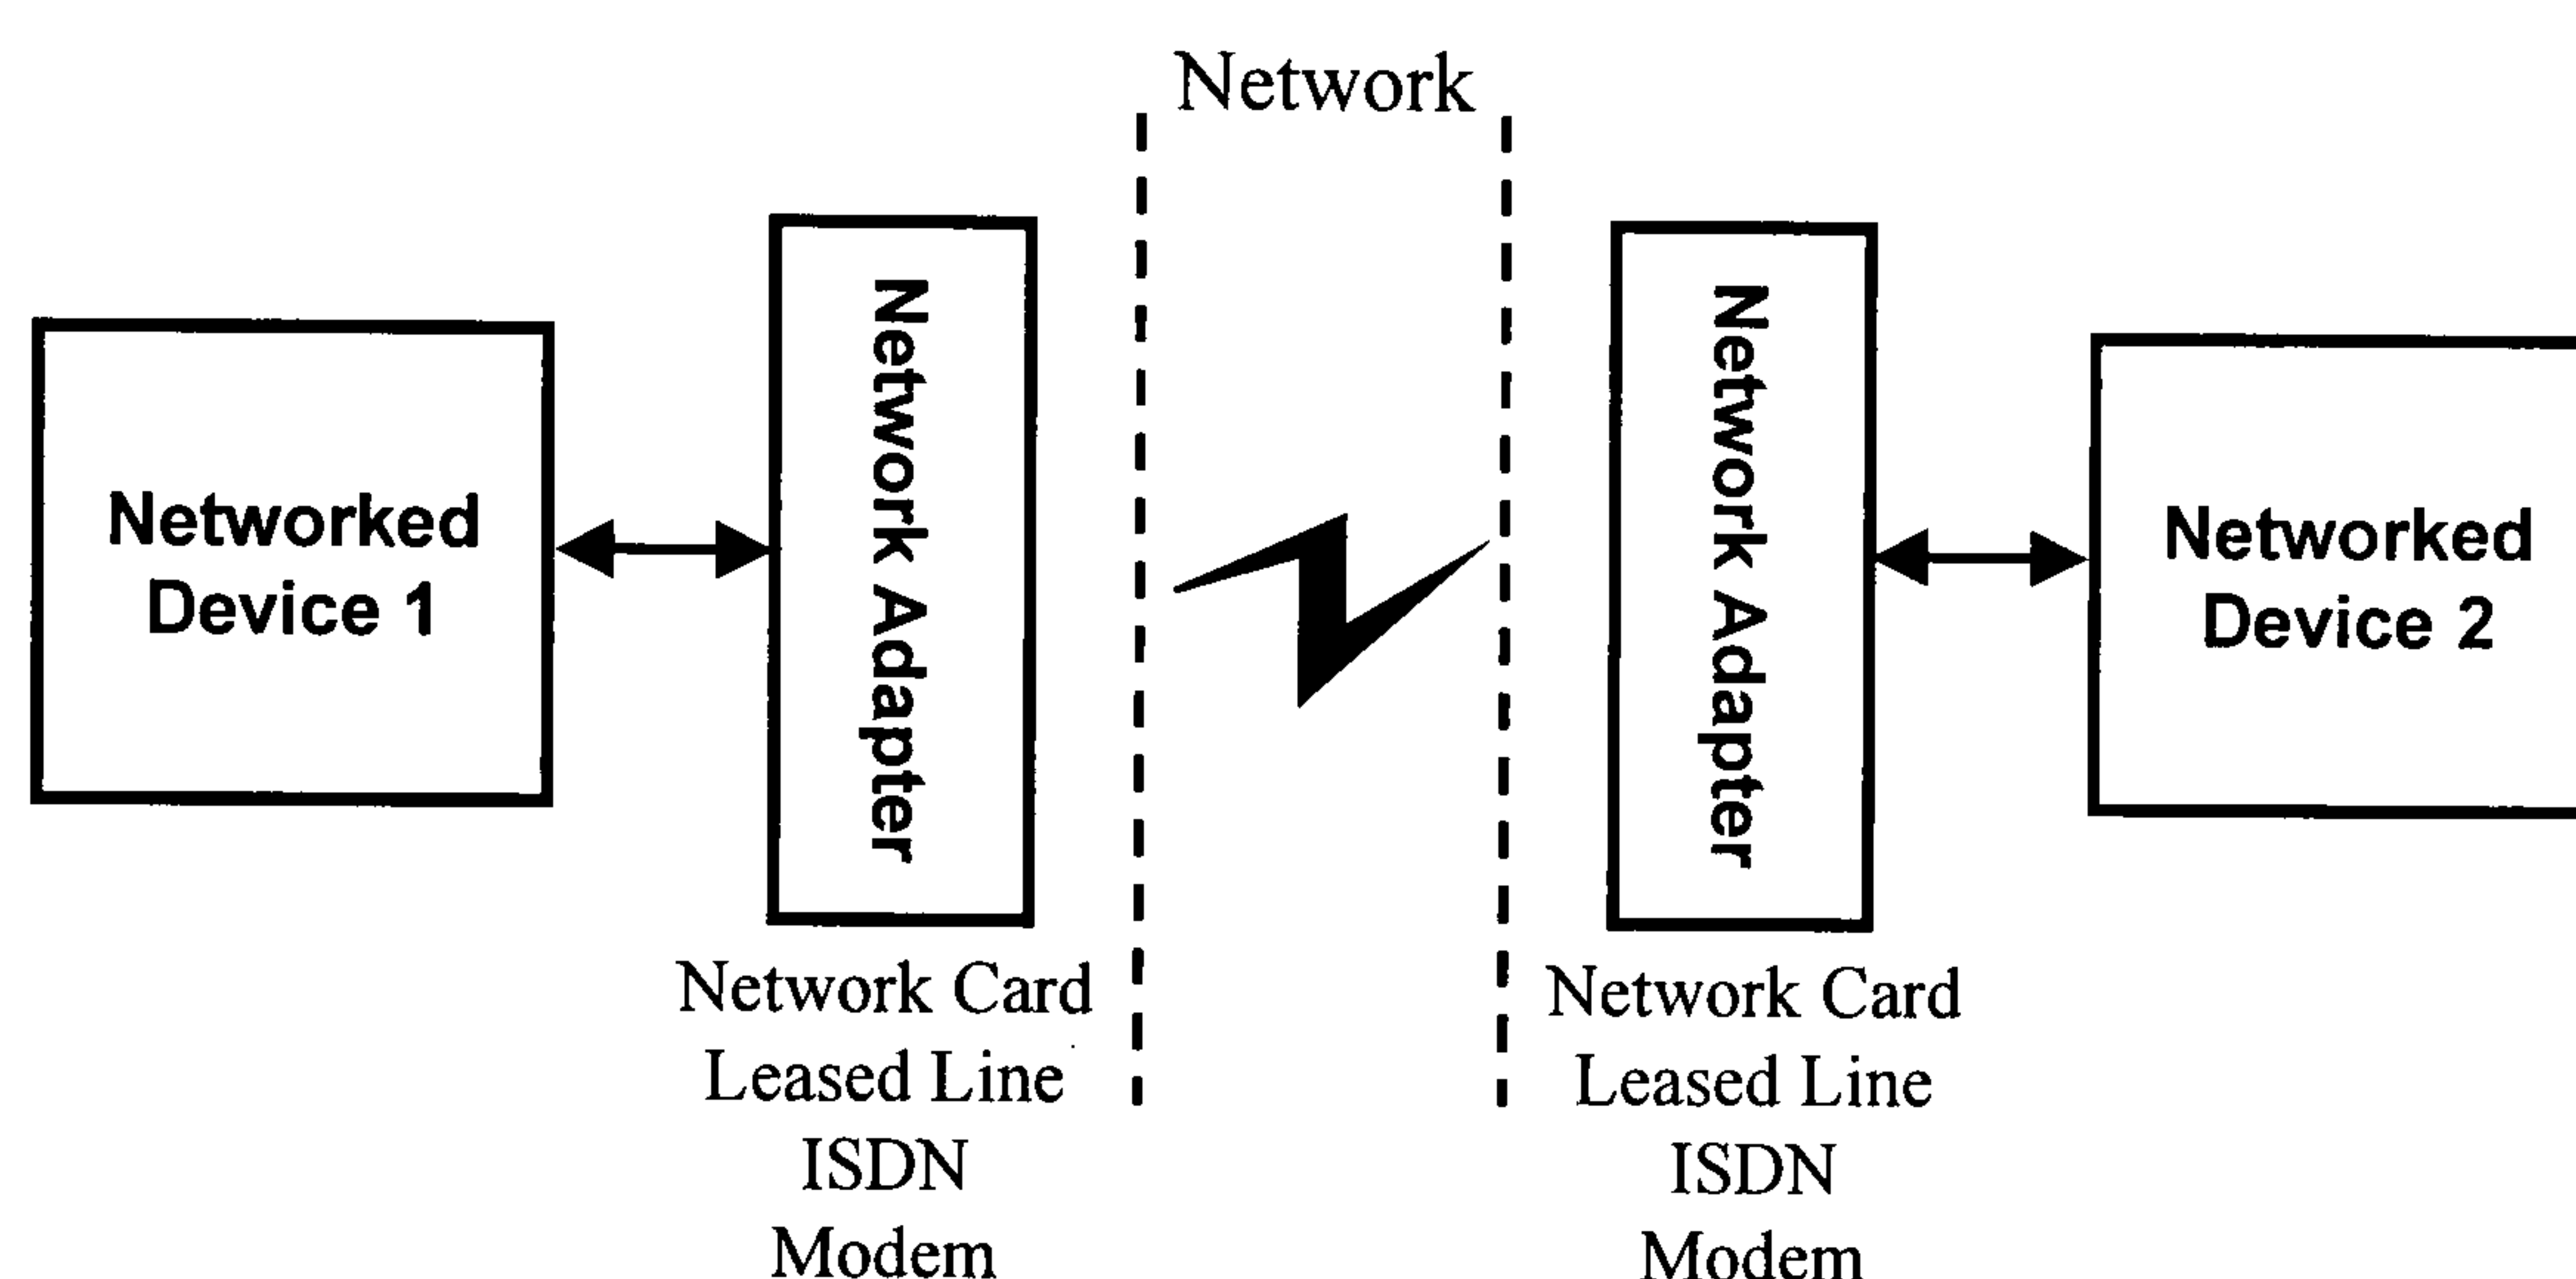 Network
Networked
Device 1
Network Adapter
Network Adapter
Networked
Device 2
Network Card
Leased Line
ISDN
Modem
Network Card
Leased Line
ISDN
Modem